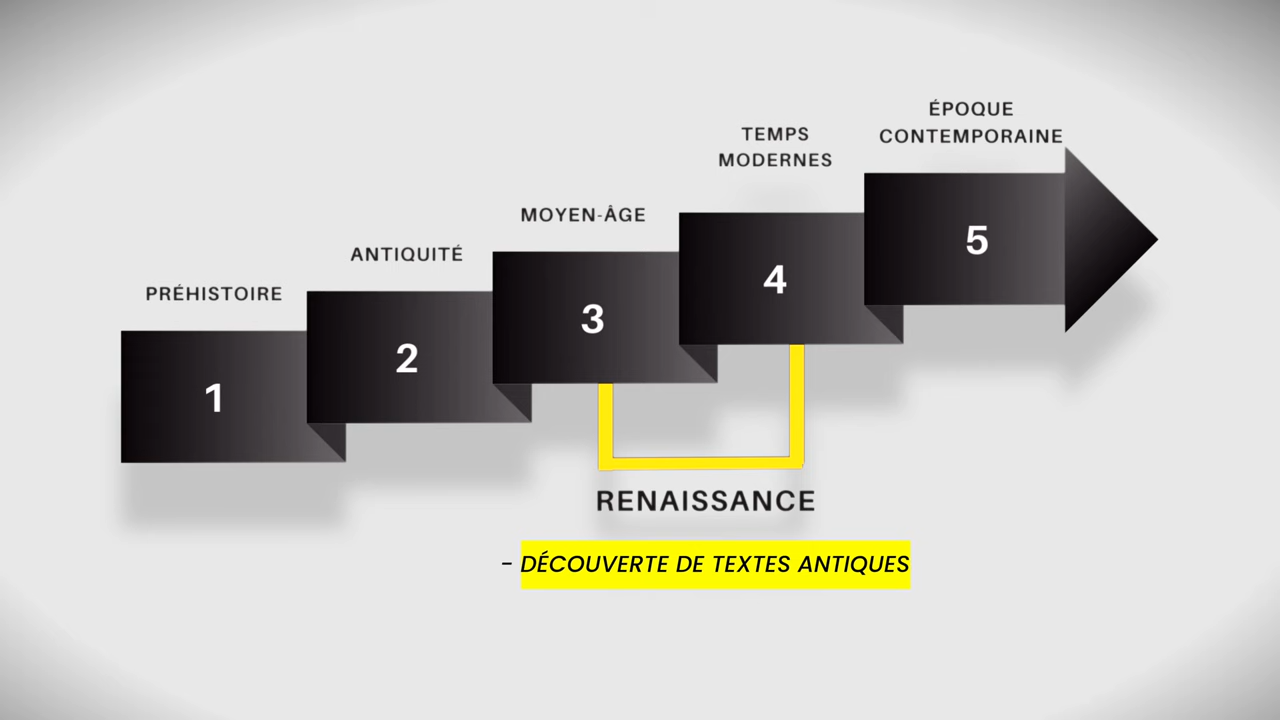 ÉPOQUE
CONTEMPORAINE
TEMPS
MODERNES
MOYEN-ÂGE
ANTIQUITÉ
PRÉHISTOIRE
1
2
3
4
5
RENAISSANCE
- DÉCOUVERTE DE TEXTES ANTIQUES